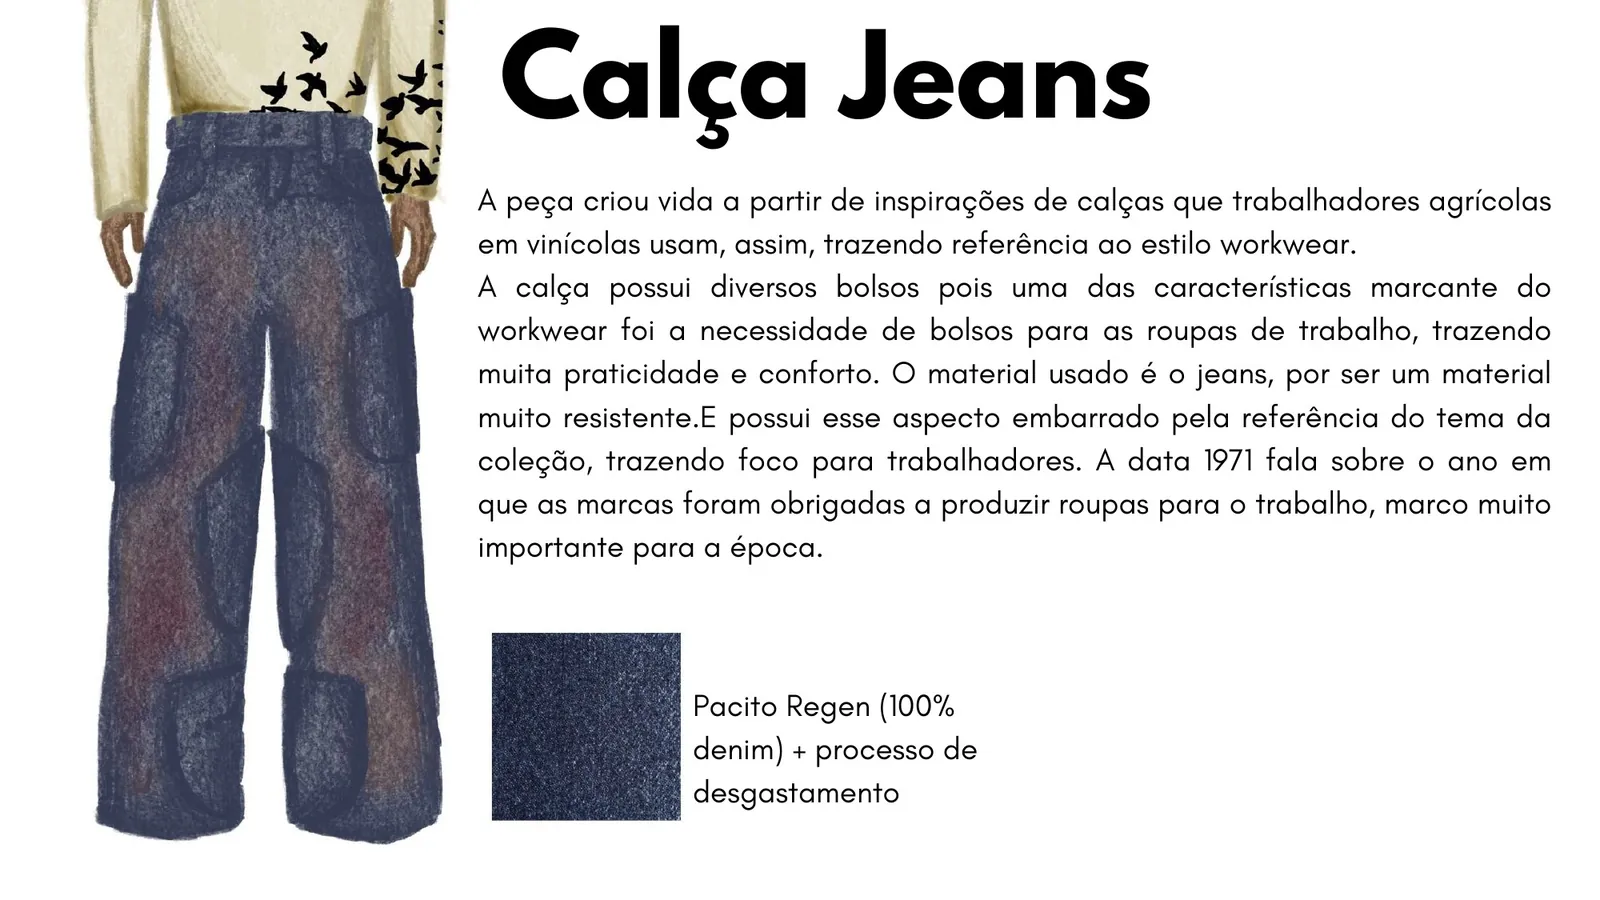 Calça Jeans
A peça criou vida a partir de inspirações de calças que trabalhadores agrícolas
em vinícolas usam, assim, trazendo referência ao estilo workwear.
A calça possui diversos bolsos pois uma das características marcante do
workwear foi a necessidade de bolsos para as roupas de trabalho, trazendo
muita praticidade e conforto. O material usado é o jeans, por ser um material
muito resistente.E possui esse aspecto embarrado pela referência do tema da
coleção, trazendo foco para trabalhadores. A data 1971 fala sobre o ano em
que as marcas foram obrigadas a produzir roupas para o trabalho, marco muito
importante para a época.
Pacito Regen (100%
denim) + processo de
desgastamento